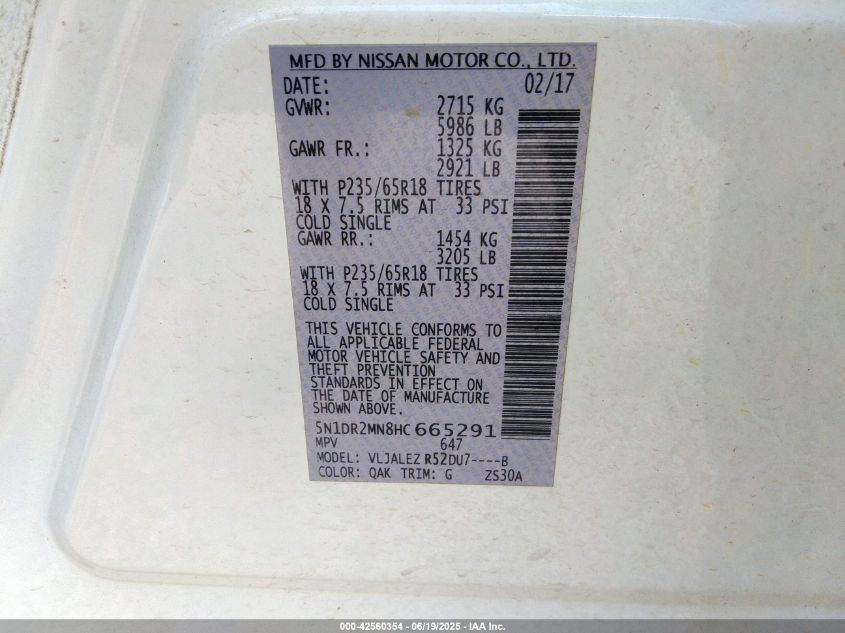 MFD BY NISSAN MOTOR CO., LTD.
DATE: 02/17
GVWR: 2715 KG
5986 LB
GAWR FR.: 1325 KG
2921 LB
WITH P235/65R18 TIRES
18 X 7.5 RIMS AT 33 PSI
COLD SINGLE
GAWR RR.: 1454 KG
3205 LB
WITH P235/65R18 TIRES
18 X 7.5 RIMS AT 33 PSI
COLD SINGLE
THIS VEHICLE CONFORMS TO
ALL APPLICABLE FEDERAL
MOTOR VEHICLE SAFETY AND
THEFT PREVENTION
STANDARDS IN EFFECT ON
THE DATE OF MANUFACTURE
SHOWN ABOVE.
5N1DR2MN8HC665291
MPV 647
MODEL: VLJALEZ R52DU7----B
COLOR: QAK TRIM: G ZS30A
000-42560354 - 06/19/2025 - IAA Inc.